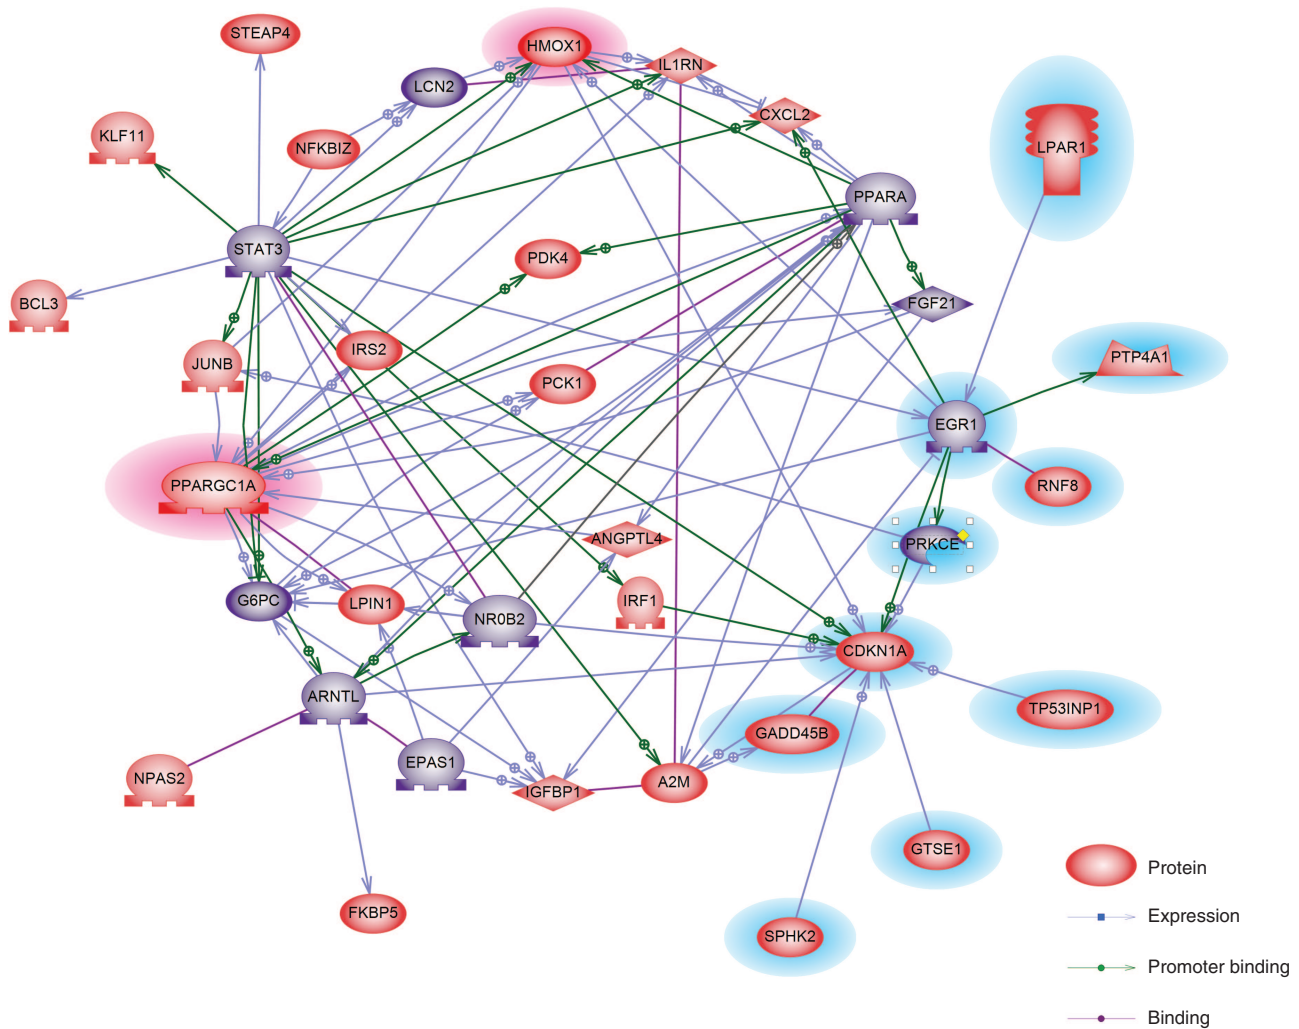 STEAP4
HMOX1
IL1RN
LCN2
CXCL2
KLF11
NFKBIZ
LPAR1
PPARA
STAT3
PDK4
BCL3
FGF21
JUNB
IRS2
PTP4A1
PCK1
EGR1
PPARGC1A
RNF8
ANGPTL4
PRKCE
G6PC
LPIN1
IRF1
NR0B2
CDKN1A
ARNTL
TP53INP1
GADD45B
EPAS1
NPAS2
IGFBP1
A2M
GTSE1
Protein
FKBP5
Expression
SPHK2
Promoter binding
Binding